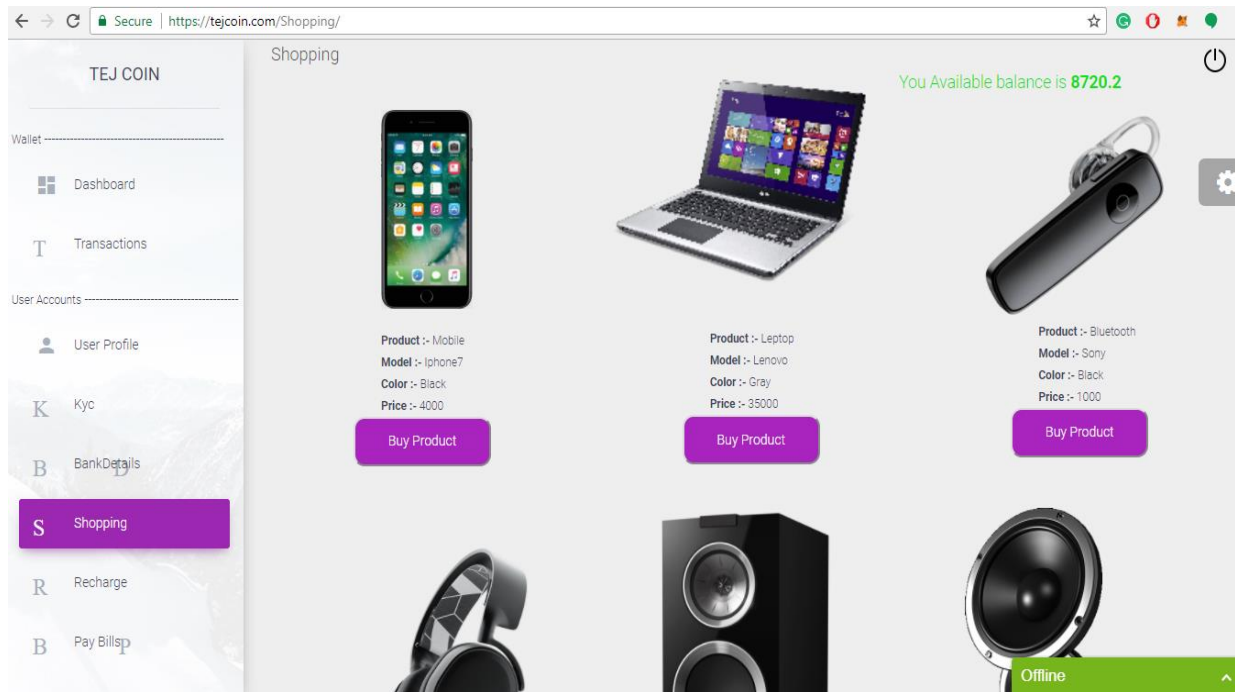 Secure | https://tejcoin.com/Shopping/
TEJ COIN
Shopping
You Available balance is 8720.2
Wallet
Dashboard
T Transactions
User Accounts
User Profile
K Kyc
B BankDetails
D
S Shopping
R Recharge
B Pay Bills
P
Product :- Mobile
Model :- Iphone7
Color :- Black
Price :- 4000
Buy Product
Product :- Leptop
Model :- Lenovo
Color :- Gray
Price :- 35000
Buy Product
Product :- Bluetooth
Model :- Sony
Color :- Black
Price :- 1000
Buy Product
Offline